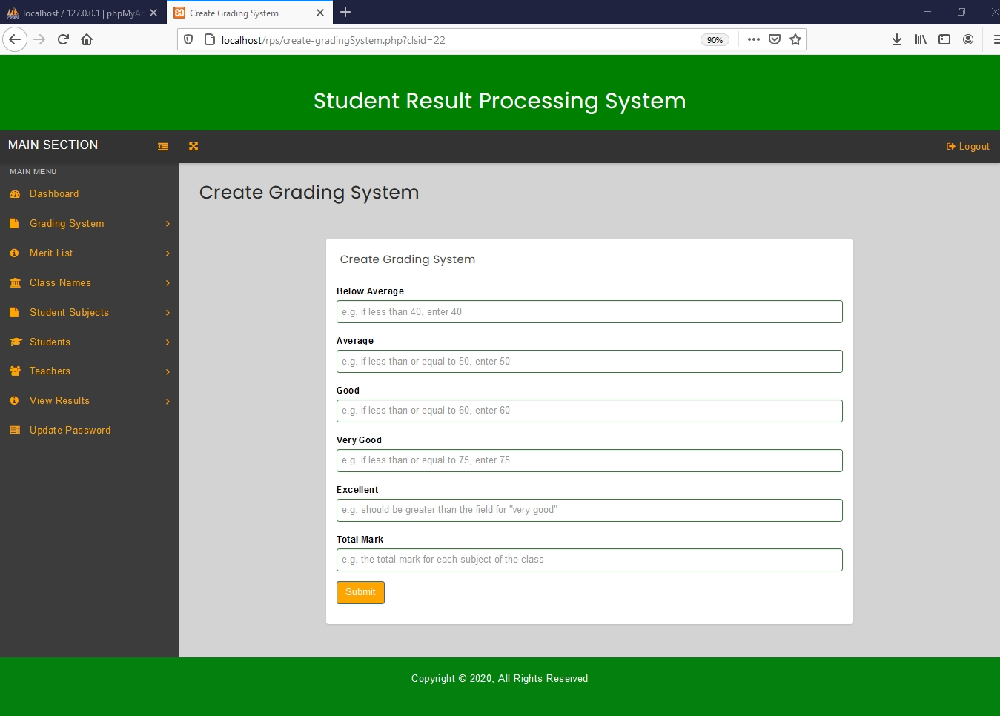 localhost / 127.0.0.1 | phpMyAd
Create Grading System
localhost/rps/create-gradingSystem.php?clsid=22
90%
Student Result Processing System
MAIN SECTION
Logout
MAIN MENU
Dashboard
Grading System
Merit List
Class Names
Student Subjects
Students
Teachers
View Results
Update Password
Create Grading System
Create Grading System
Below Average
e.g. if less than 40, enter 40
Average
e.g. if less than or equal to 50, enter 50
Good
e.g. if less than or equal to 60, enter 60
Very Good
e.g. if less than or equal to 75, enter 75
Excellent
e.g. should be greater than the field for "very good"
Total Mark
e.g. the total mark for each subject of the class
Submit
Copyright © 2020; All Rights Reserved